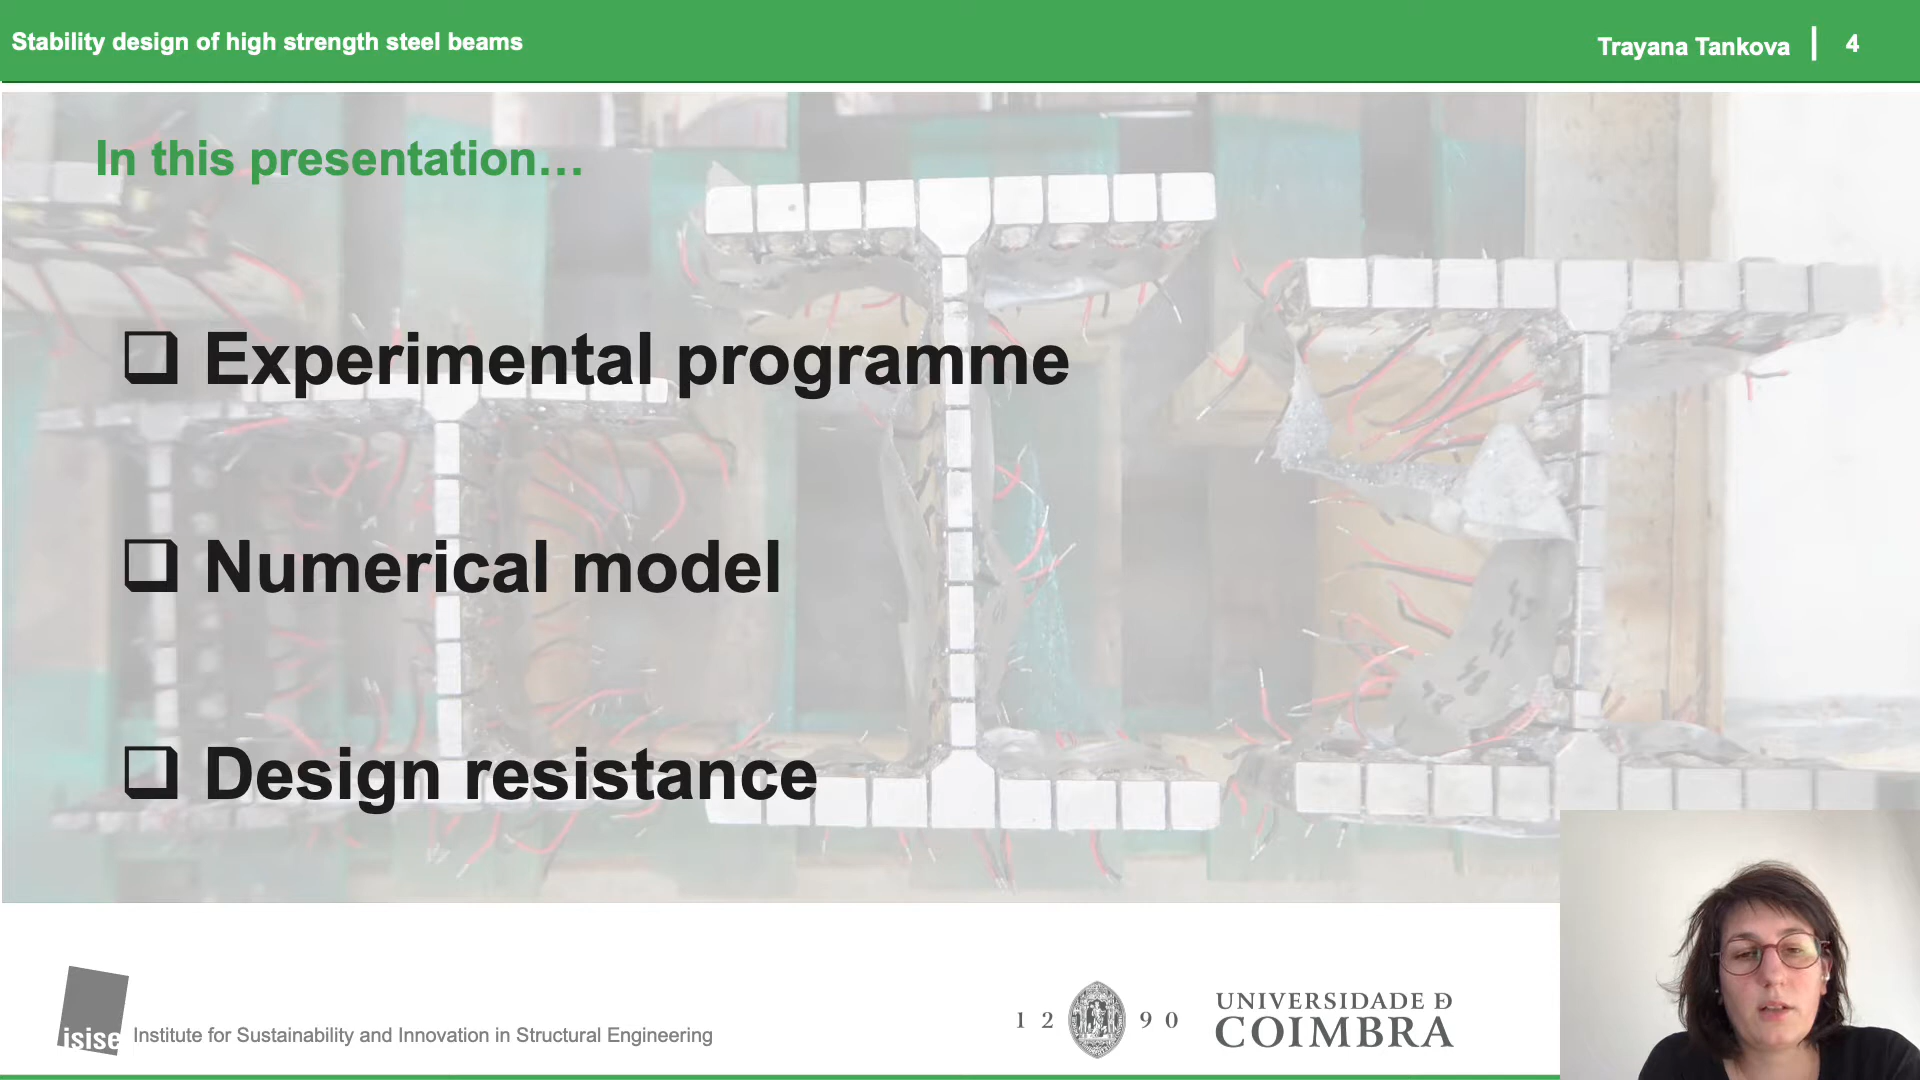 Stability design of high strength steel beams
Trayana Tankova | 4
In this presentation…
❑ Experimental programme
❑ Numerical model
❑ Design resistance
isise
Institute for Sustainability and Innovation in Structural Engineering
1 2 9 0
UNIVERSIDADE Đ
COIMBRA